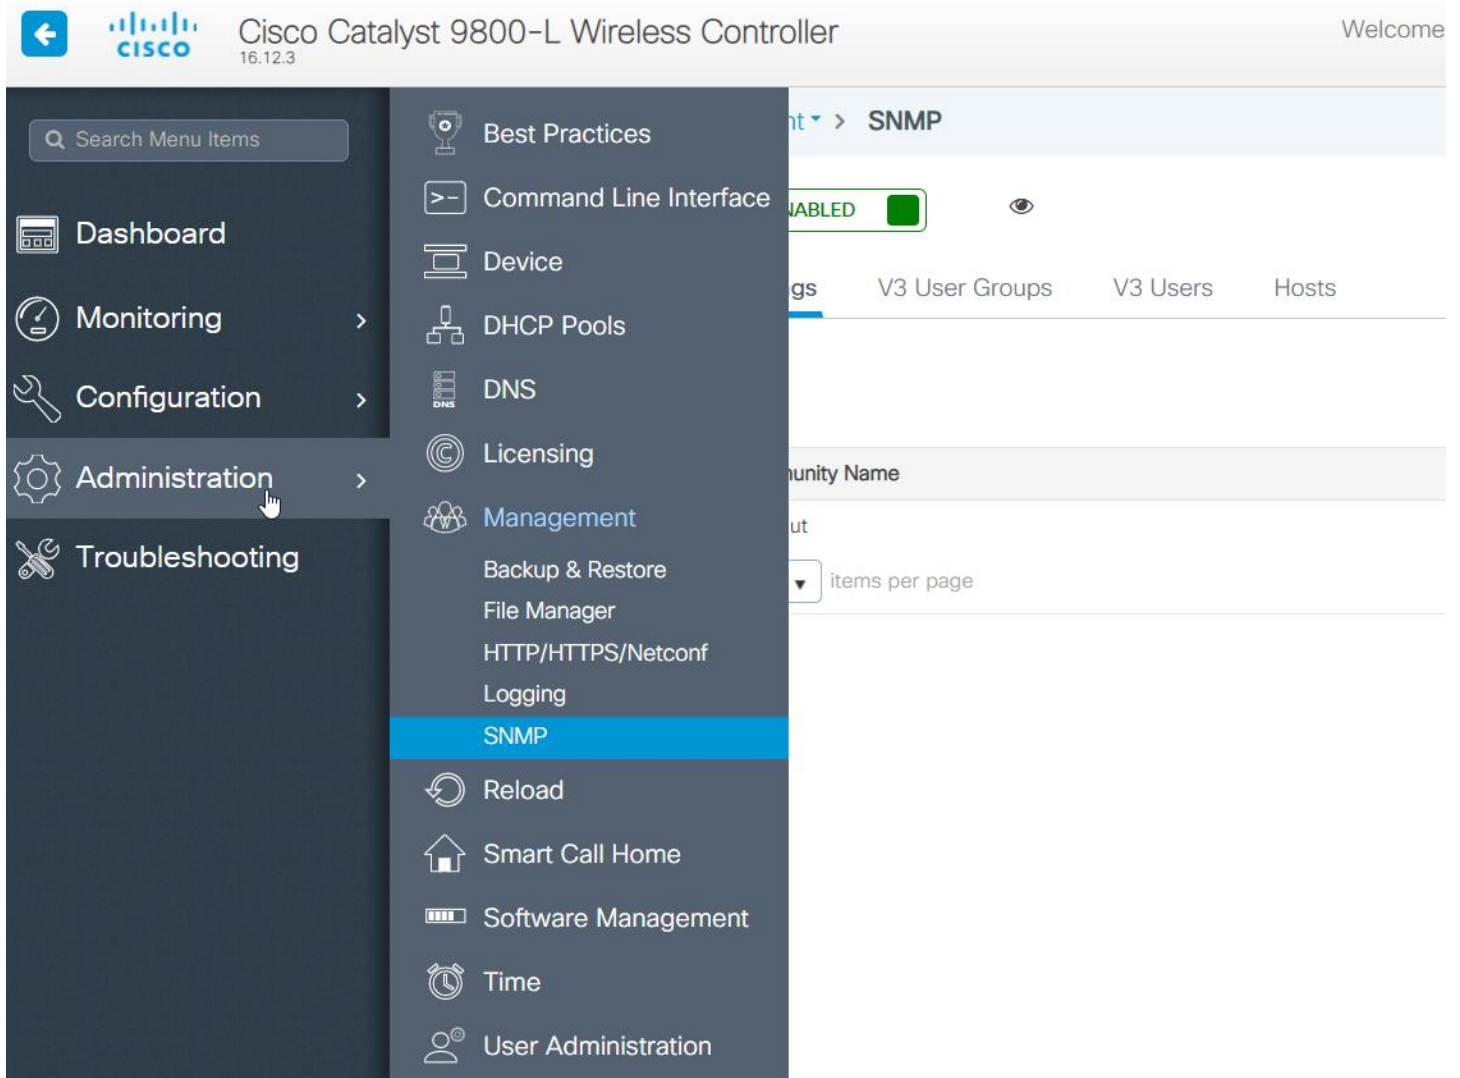 CISCO
Cisco Catalyst 9800-L Wireless Controller
16.12.3
Welcome
Search Menu Items
Dashboard
Monitoring
Configuration
Administration
Troubleshooting
Best Practices
Command Line Interface
Device
DHCP Pools
DNS
DNS
Licensing
Management
Backup & Restore
File Manager
HTTP/HTTPS/Netconf
Logging
SNMP
Reload
Smart Call Home
Software Management
Time
User Administration
nt > SNMP
NABLED
gs V3 User Groups V3 Users Hosts
munity Name
ut
items per page